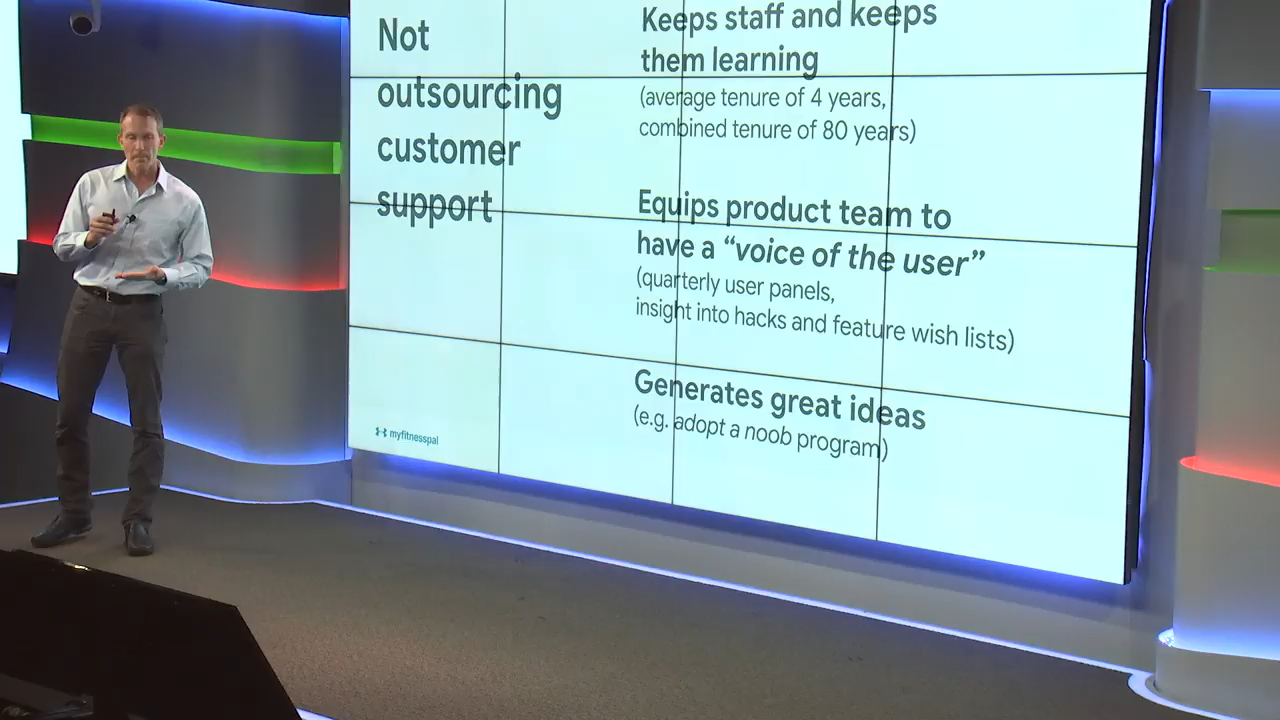 Not
outsourcing
customer
support
Keeps staff and keeps
them learning
(average tenure of 4 years,
combined tenure of 80 years)
Equips product team to
have a “voice of the user”
(quarterly user panels,
insight into hacks and feature wish lists)
Generates great ideas
(e.g. adopt a noob program)
myfitnesspal